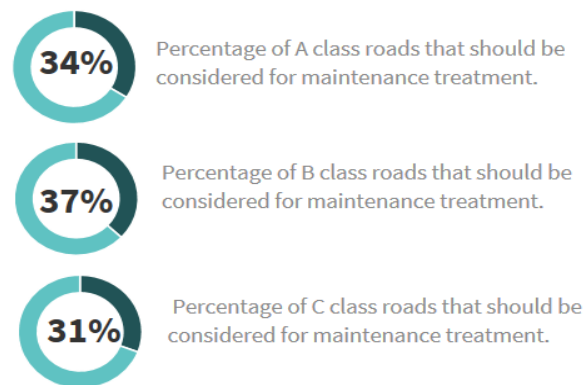 34%
Percentage of A class roads that should be
considered for maintenance treatment.
37%
Percentage of B class roads that should be
considered for maintenance treatment.
31%
Percentage of C class roads that should be
considered for maintenance treatment.